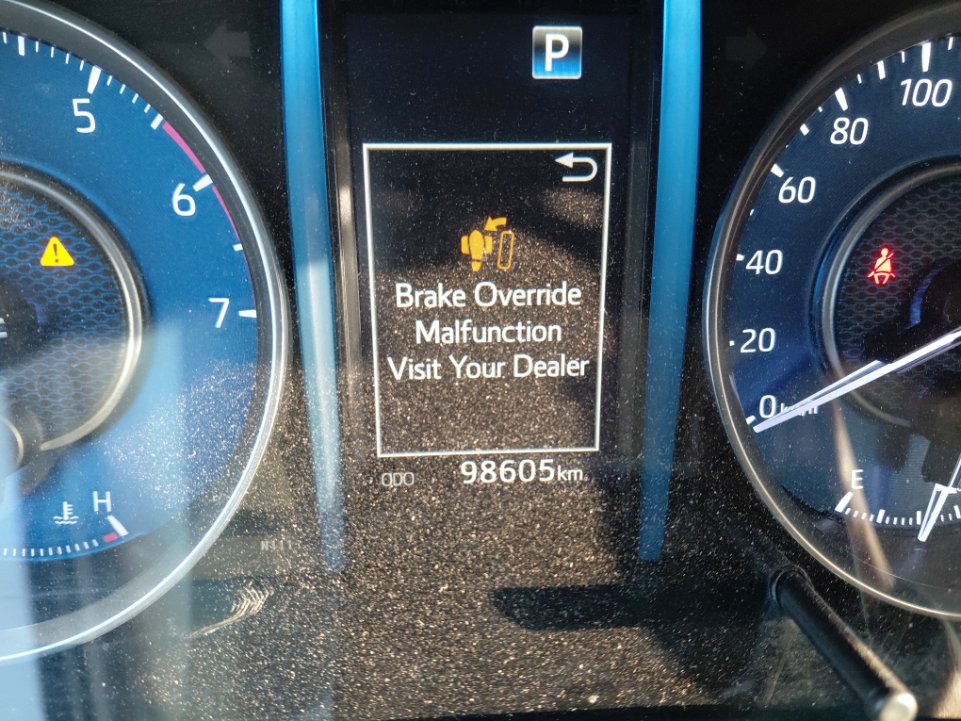 P
5
6
7
H
Brake Override
Malfunction
Visit Your Dealer
ODO 98605km
100
80
60
40
20
0
E